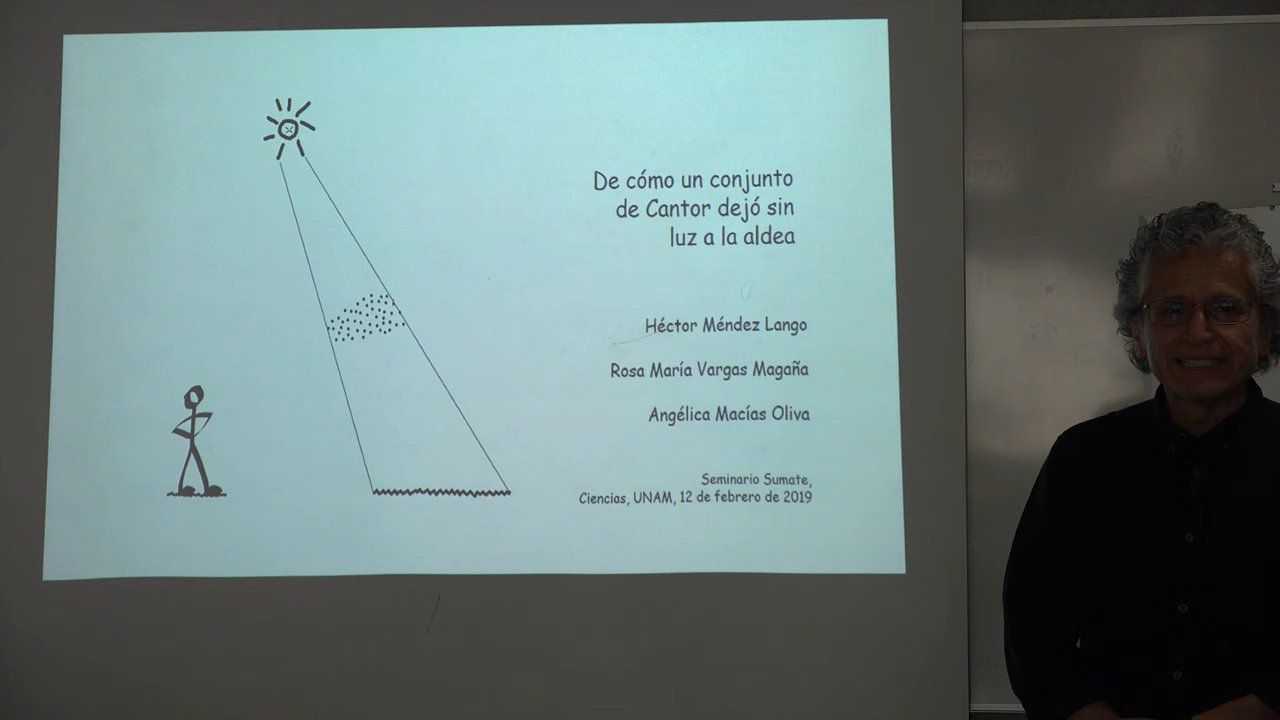 De cómo un conjunto
de Cantor dejó sin
luz a la aldea
Héctor Méndez Lango
Rosa María Vargas Magaña
Angélica Macías Oliva
Seminario Sumate,
Ciencias, UNAM, 12 de febrero de 2019